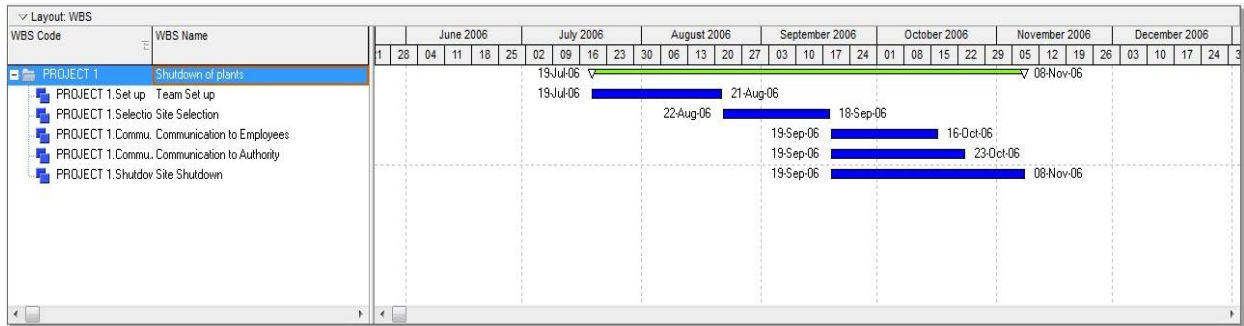 Layout: WBS
WBS Code WBS Name June 2006 July 2006 August 2006 September 2006 October 2006 November 2006 December 2006
1 28 04 11 18 25 02 09 16 23 30 06 13 20 27 03 10 17 24 01 08 15 22 29 05 12 19 26 03 10 17 24 3
PROJECT 1 Shutdown of plants 19-Jul-06 08-Nov-06
PROJECT 1.Set up Team Set up 19-Jul-06 21-Aug-06
PROJECT 1.Selectio Site Selection 22-Aug-06 18-Sep-06
PROJECT 1.Commu. Communication to Employees 19-Sep-06 16-Oct-06
PROJECT 1.Commu.. Communication to Authority 19-Sep-06 23-Oct-06
PROJECT 1.Shutdov Site Shutdown 19-Sep-06 08-Nov-06